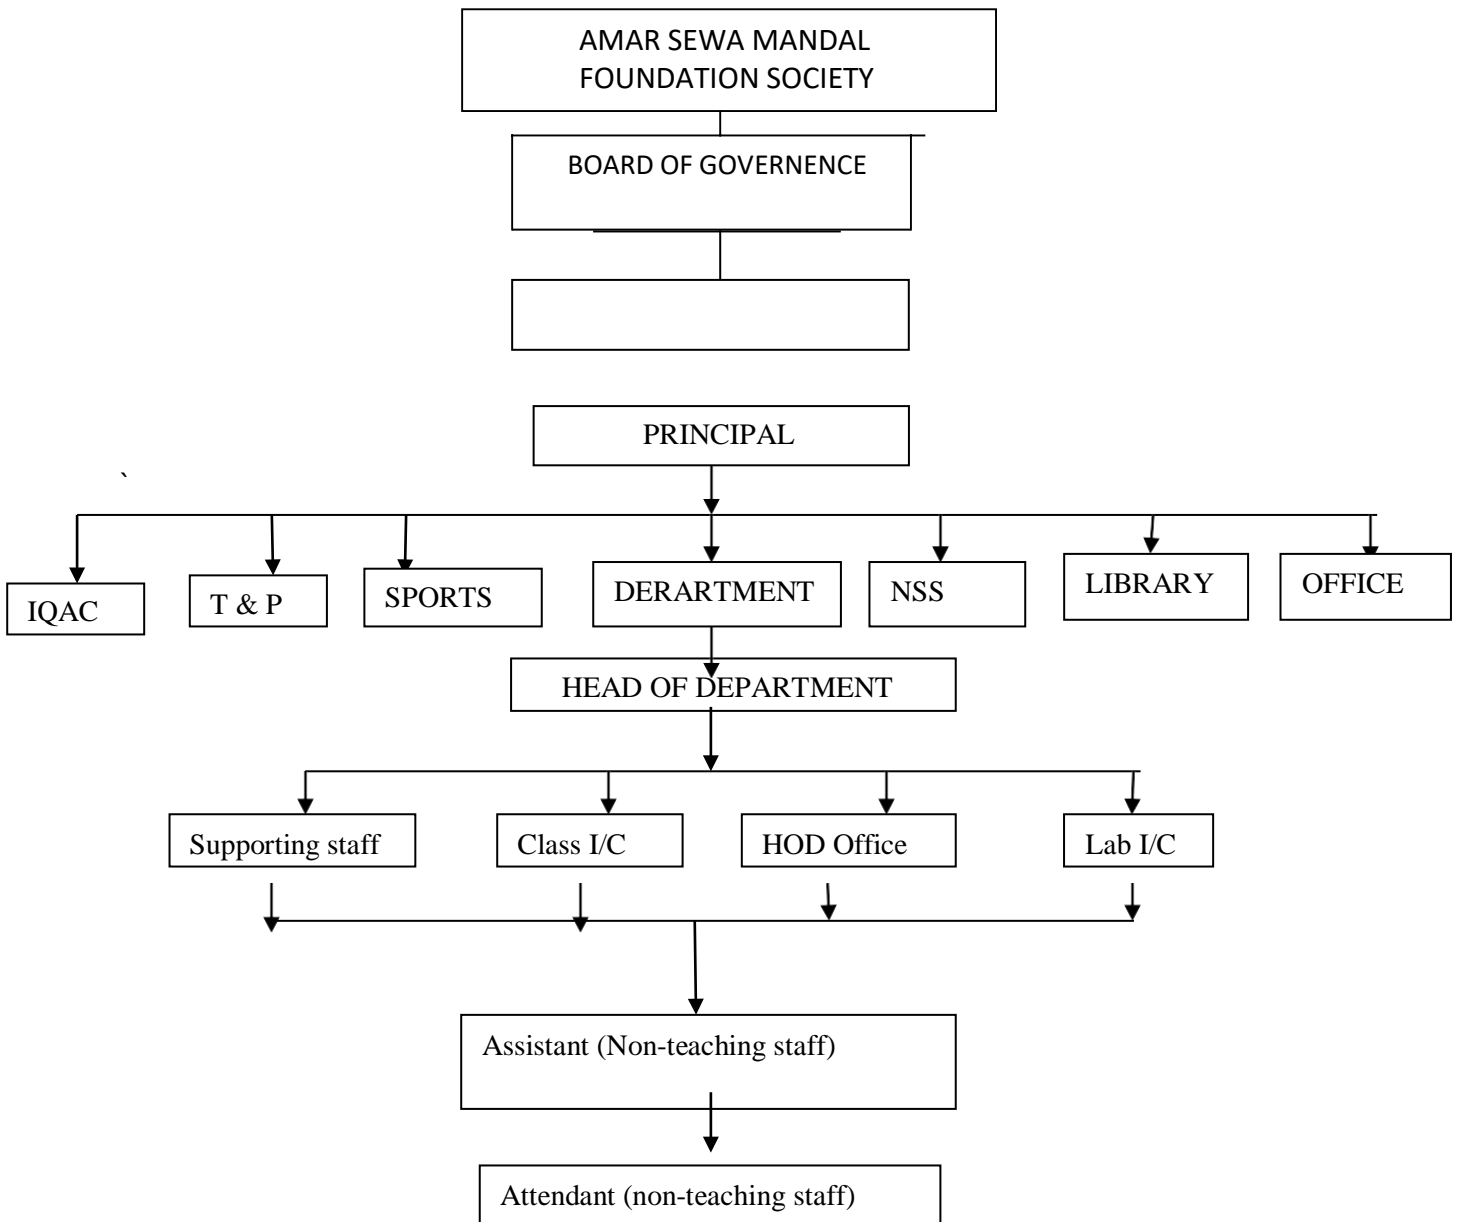 AMAR SEWA MANDAL
FOUNDATION SOCIETY
BOARD OF GOVERNENCE
PRINCIPAL
`
IQAC
T & P
SPORTS
DERARTMENT
NSS
LIBRARY
OFFICE
HEAD OF DEPARTMENT
Supporting staff
Class I/C
HOD Office
Lab I/C
Assistant (Non-teaching staff)
Attendant (non-teaching staff)